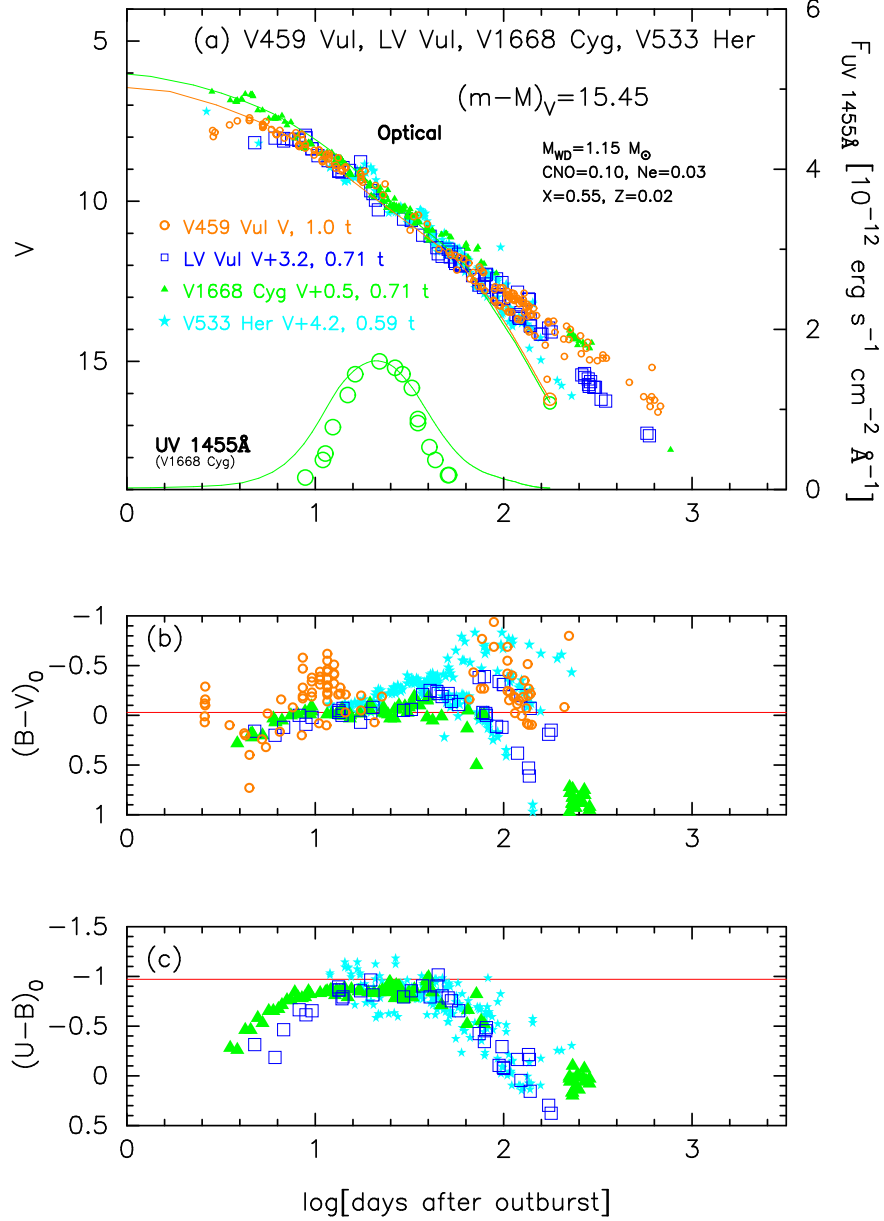 (a) V459 Vul, LV Vul, V1668 Cyg, V533 Her
(m−M)V=15.45
Optical
MWD=1.15 M⊙
CNO=0.10, Ne=0.03
X=0.55, Z=0.02
V459 Vul V, 1.0 t
LV Vul V+3.2, 0.71 t
V1668 Cyg V+0.5, 0.71 t
V533 Her V+4.2, 0.59 t
UV 1455Å
(V1668 Cyg)
V
5
10
15
FUV 1455Å [10−12 erg s−1 cm−2 Å−1]
6
4
2
0
0 1 2 3
(b)
(B−V)0
−1
−0.5
0
0.5
1
0 1 2 3
(c)
(U−B)0
−1.5
−1
−0.5
0
0.5
0 1 2 3
log[days after outburst]